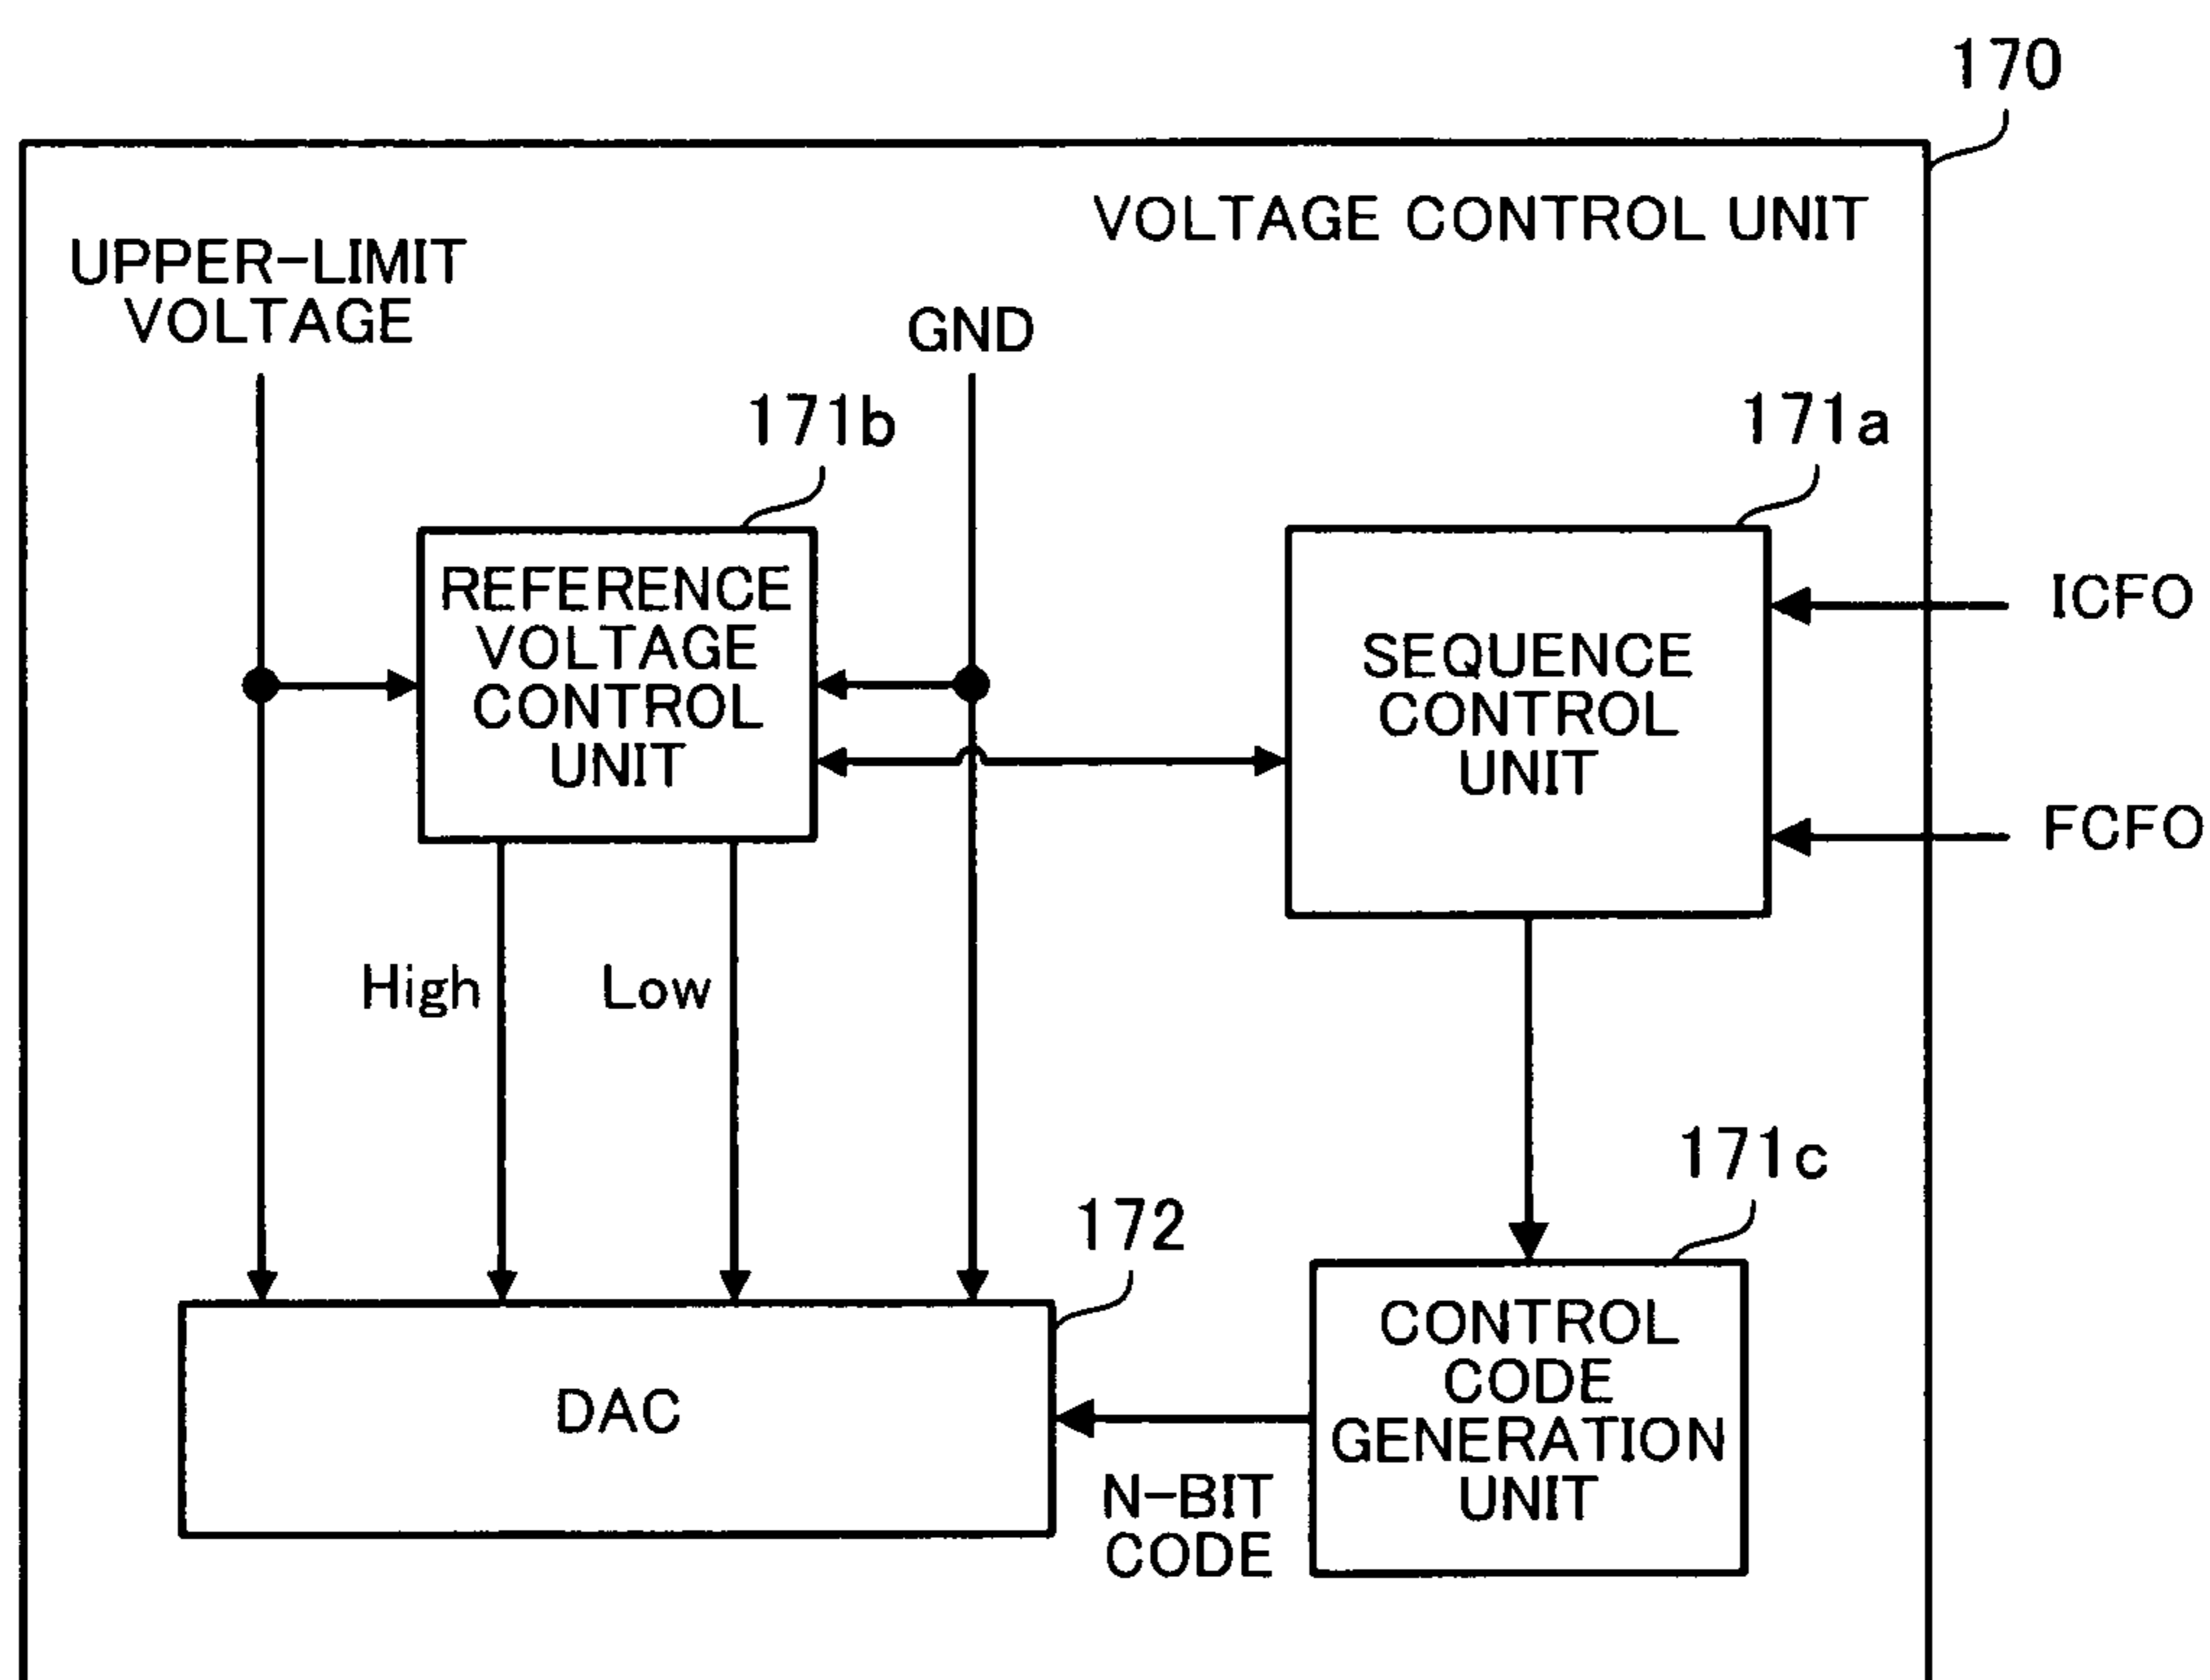 170
VOLTAGE CONTROL UNIT
UPPER-LIMIT
VOLTAGE
GND
171b
171a
REFERENCE
VOLTAGE
CONTROL
UNIT
SEQUENCE
CONTROL
UNIT
ICFO
FCFO
High
Low
171c
172
DAC
CONTROL
CODE
GENERATION
UNIT
N-BIT
CODE